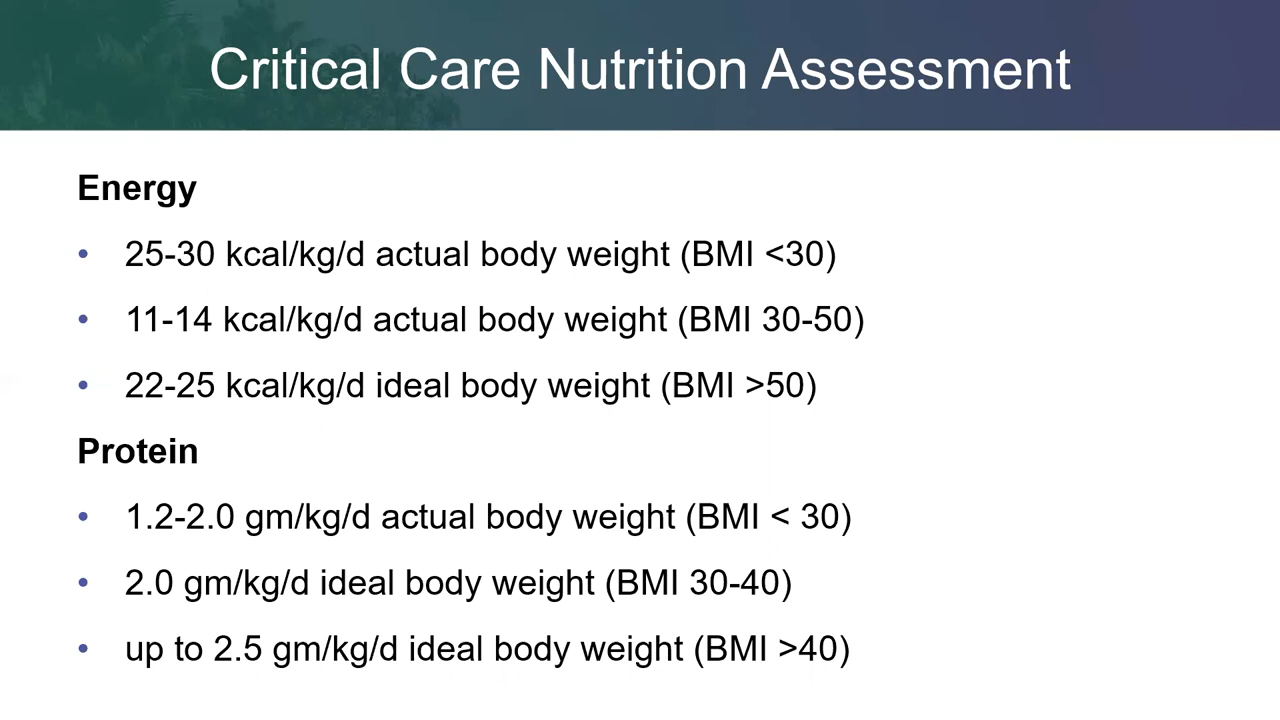 Critical Care Nutrition Assessment
Energy
• 25-30 kcal/kg/d actual body weight (BMI <30)
• 11-14 kcal/kg/d actual body weight (BMI 30-50)
• 22-25 kcal/kg/d ideal body weight (BMI >50)
Protein
• 1.2-2.0 gm/kg/d actual body weight (BMI < 30)
• 2.0 gm/kg/d ideal body weight (BMI 30-40)
• up to 2.5 gm/kg/d ideal body weight (BMI >40)